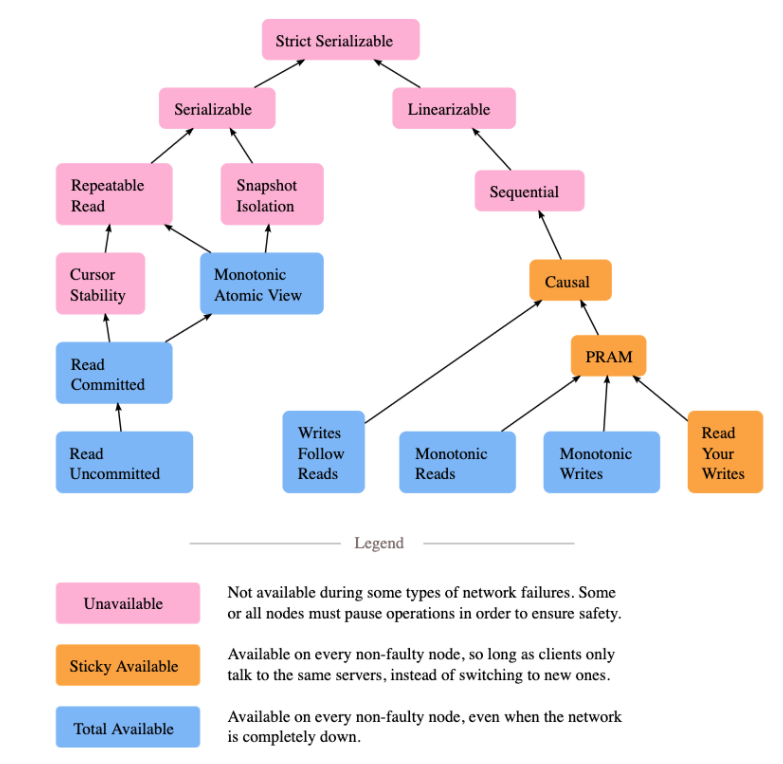 Strict Serializable
Serializable
Linearizable
Repeatable
Read
Snapshot
Isolation
Sequential
Cursor
Stability
Monotonic
Atomic View
Causal
Read
Committed
PRAM
Read
Uncommitted
Writes
Follow
Reads
Monotonic
Reads
Monotonic
Writes
Read
Your
Writes
Legend
Unavailable
Not available during some types of network failures. Some
or all nodes must pause operations in order to ensure safety.
Sticky Available
Available on every non-faulty node, so long as clients only
talk to the same servers, instead of switching to new ones.
Total Available
Available on every non-faulty node, even when the network
is completely down.